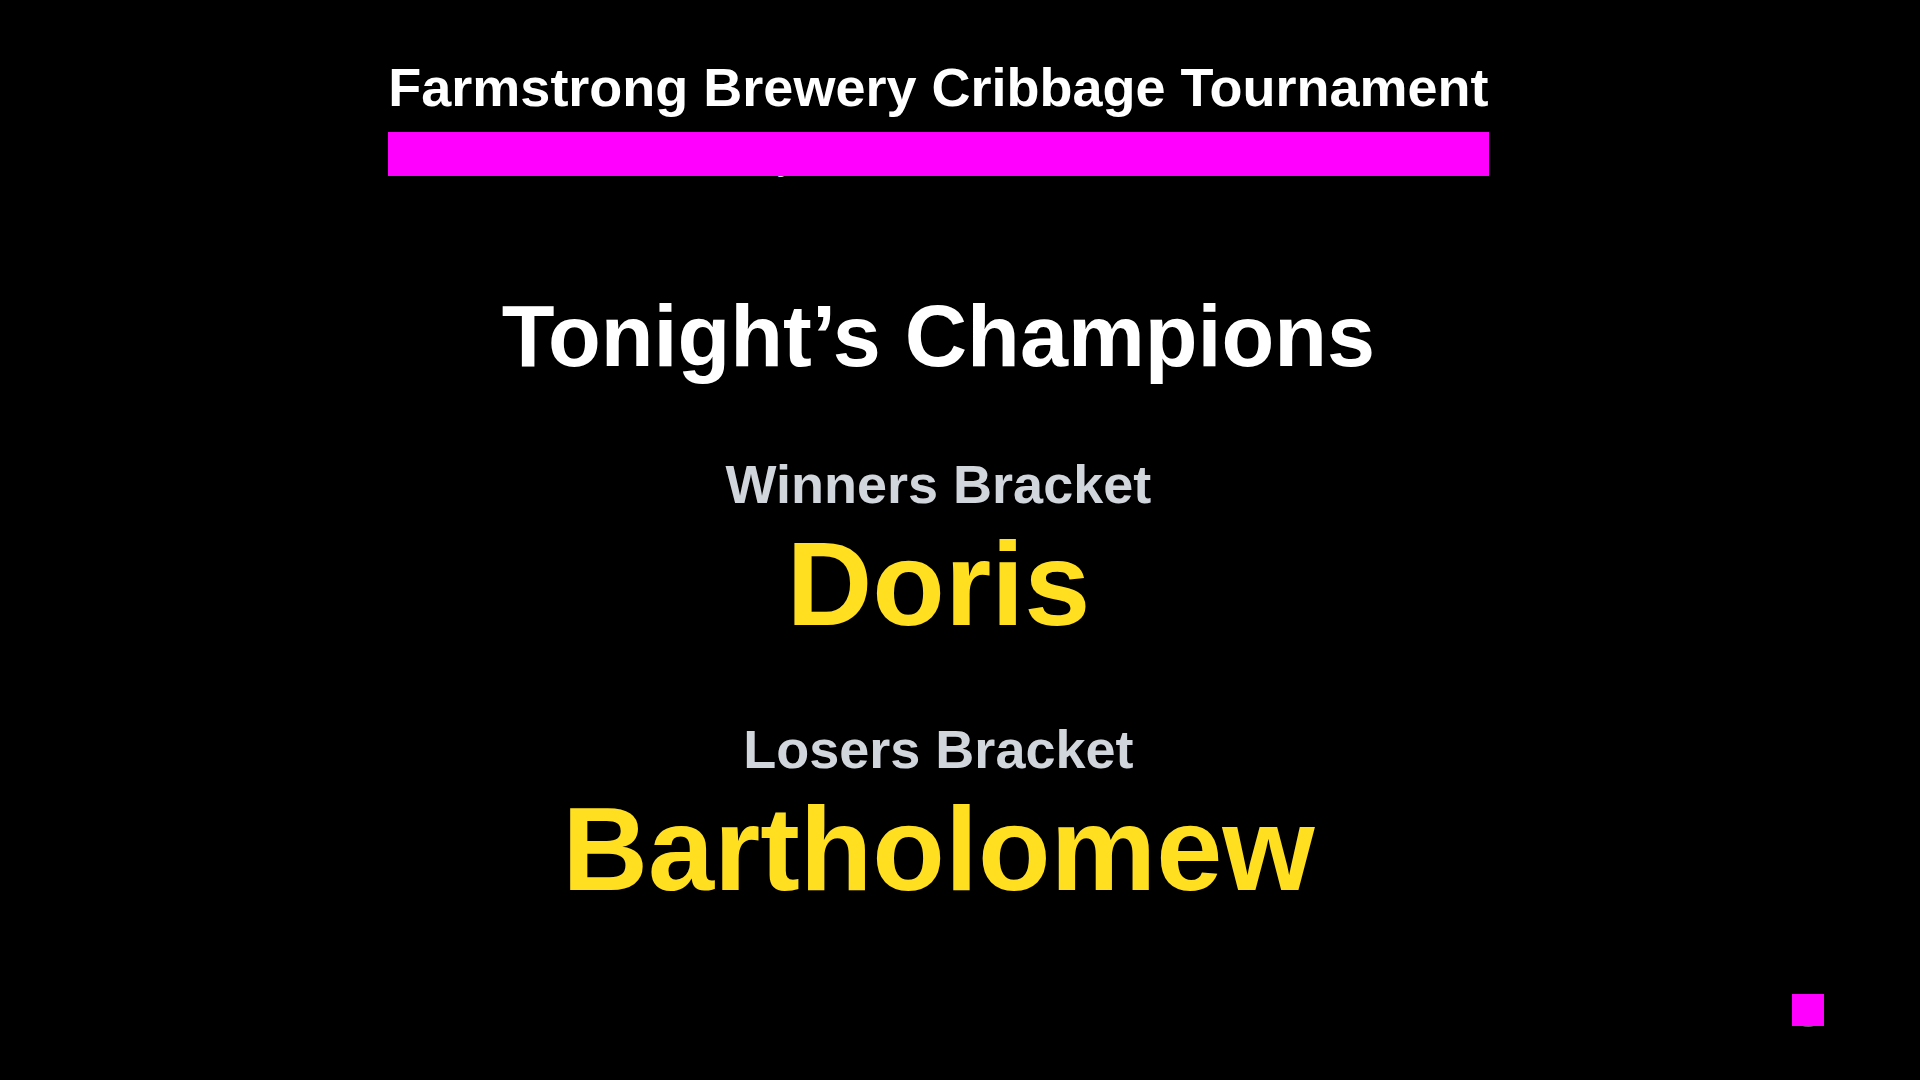 Farmstrong Brewery Cribbage Tournament
Tonight’s Champions
Winners Bracket
Doris
Losers Bracket
Bartholomew